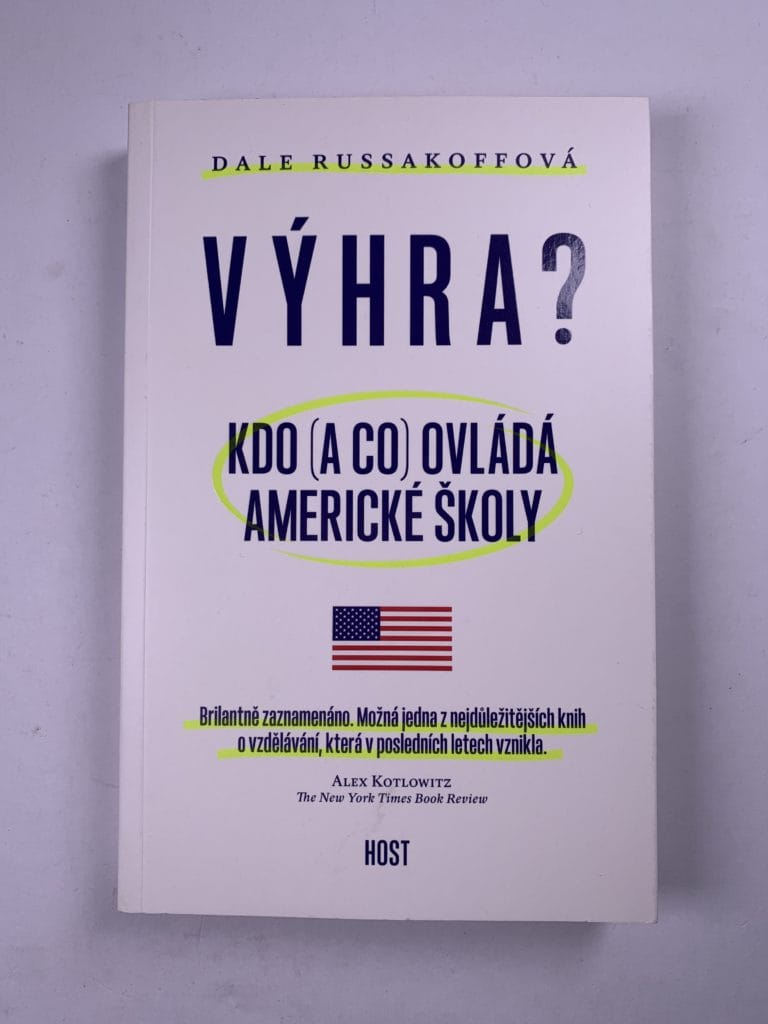 DALE RUSSAKOFFOVÁ
VÝHRA?
KDO (A CO) OVLÁDÁ
AMERICKÉ ŠKOLY
Brilantně zaznamenáno. Možná jedna z nejdůležitějších knih
o vzdělávání, která v posledních letech vznikla.
ALEX KOTLOWITZ
The New York Times Book Review
HOST